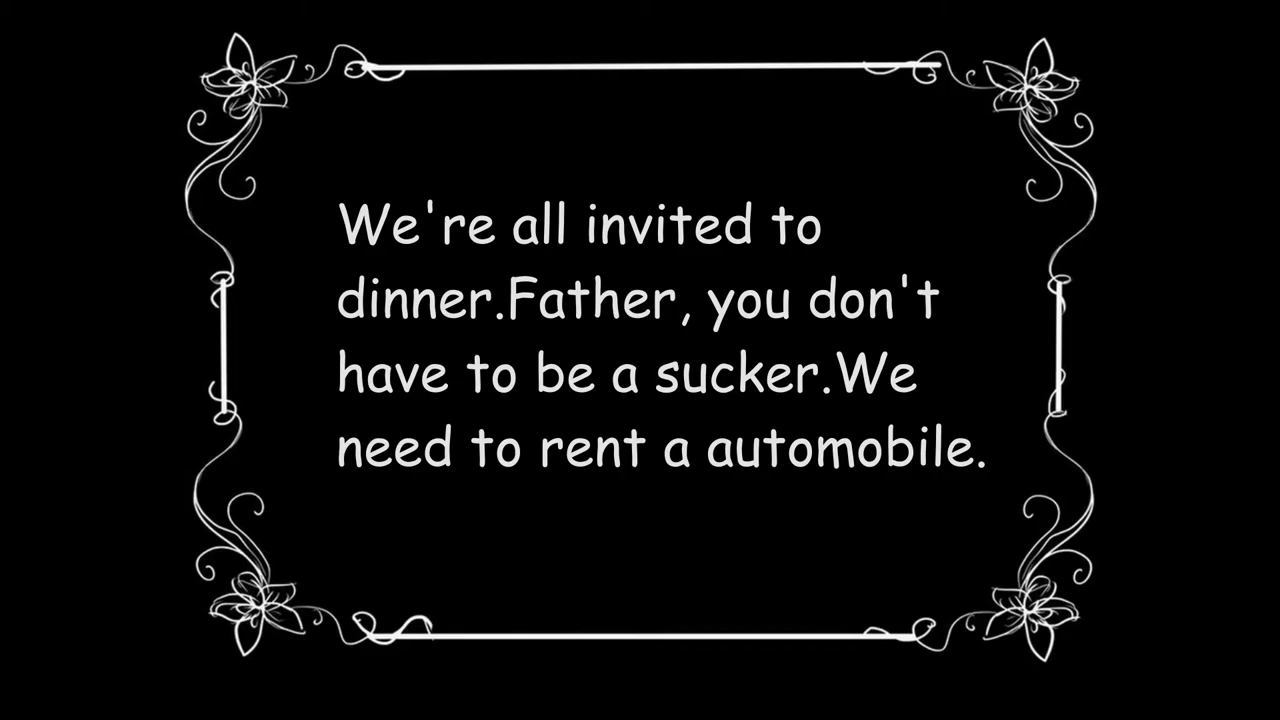 We're all invited to
dinner.Father, you don't
have to be a sucker.We
need to rent a automobile.